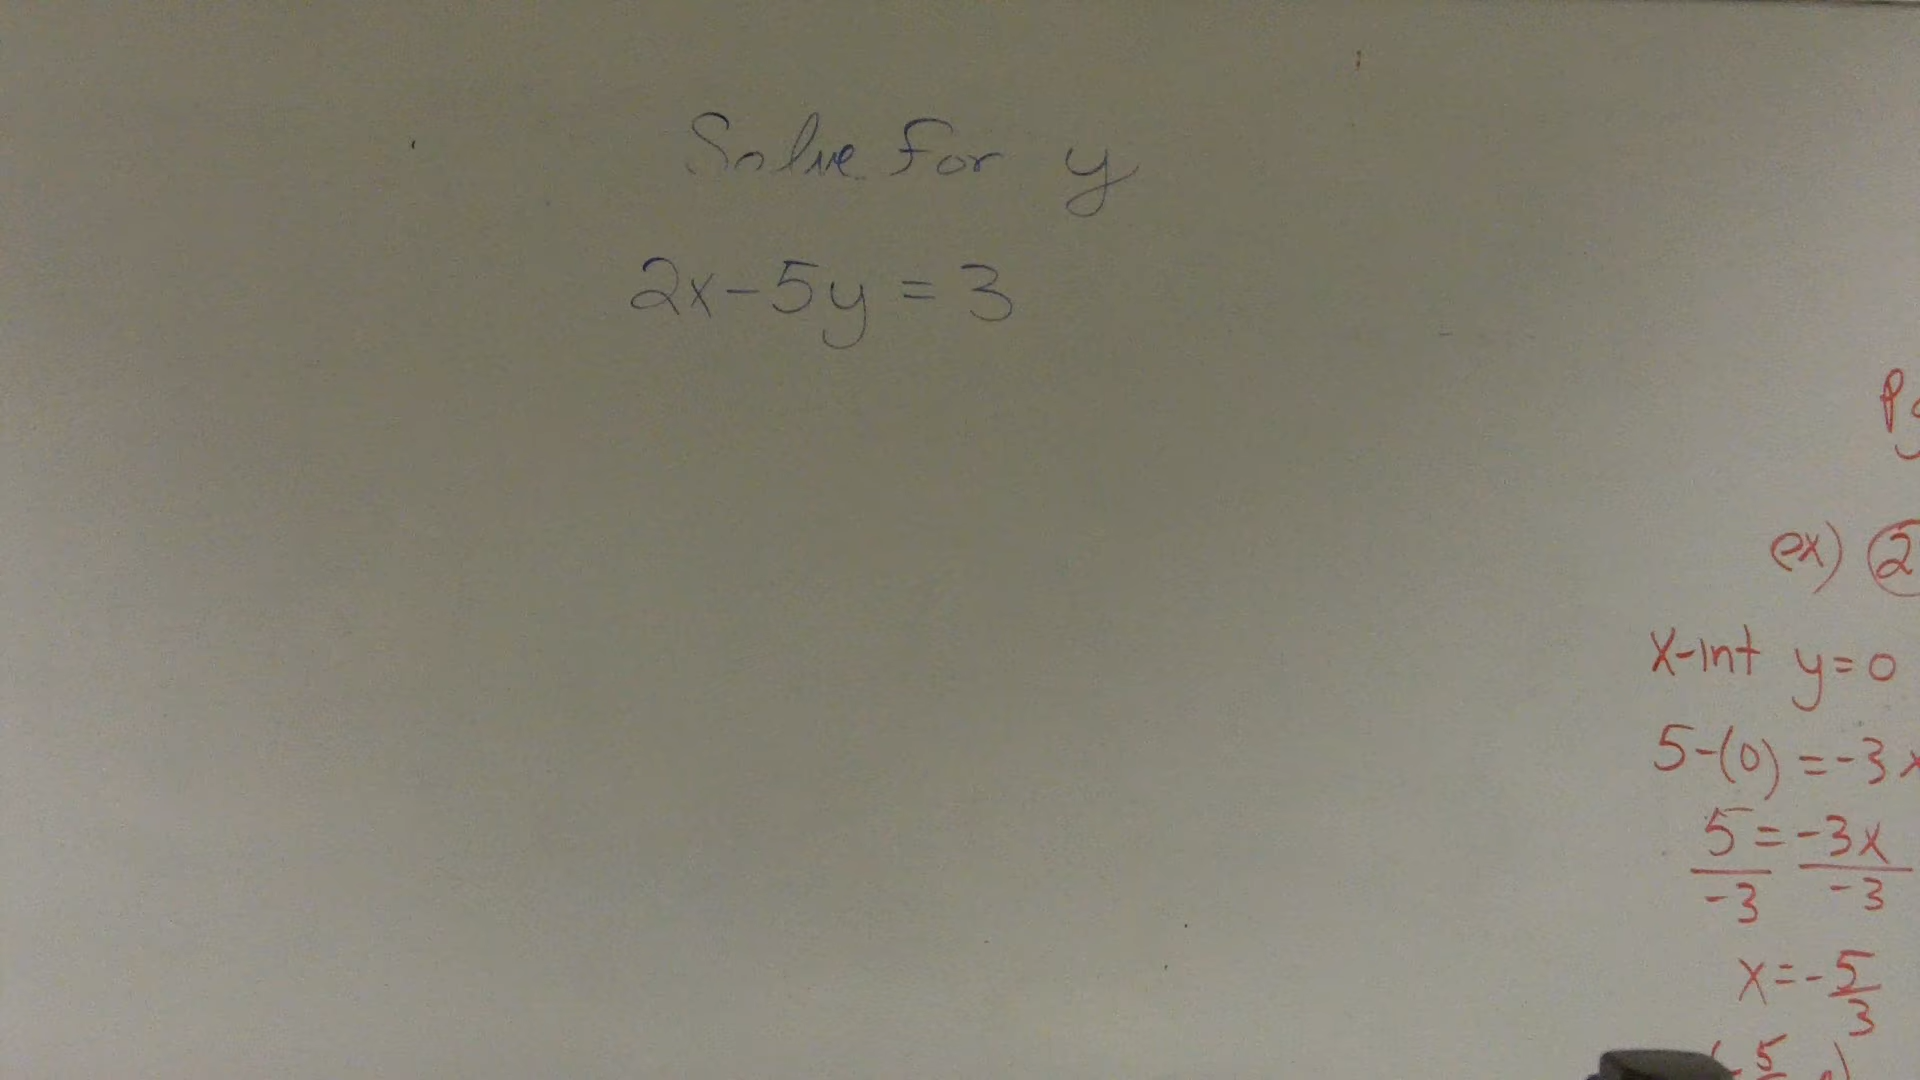 Solve for y
2x-5y = 3
ex) 2
x-int y=0
5-(0) = -3x
5 = -3x
-3 -3
x = -5/3